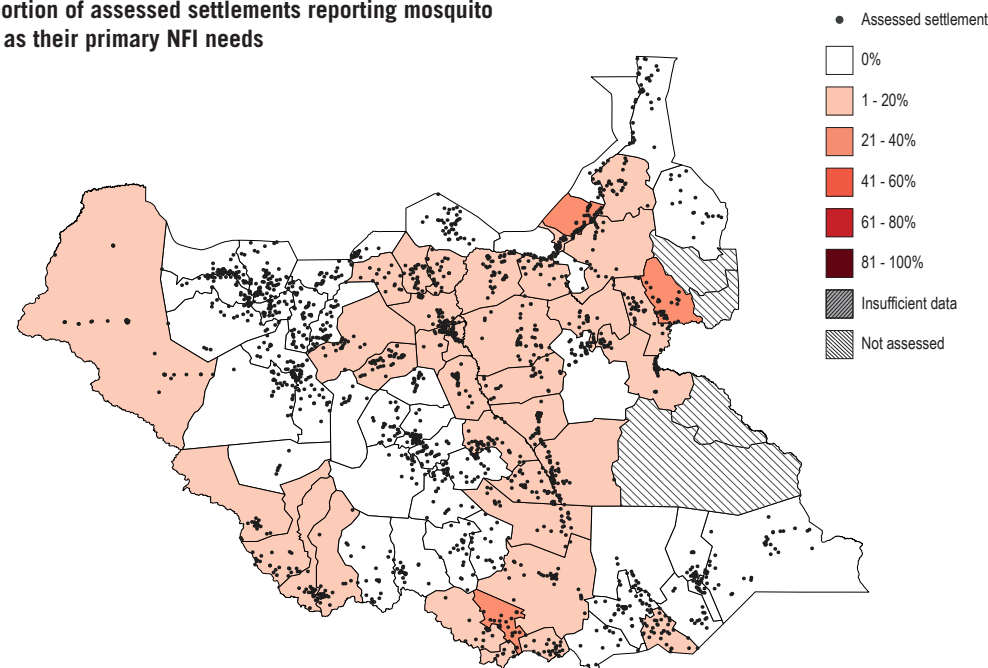 ortion of assessed settlements reporting mosquito
as their primary NFI needs
Assessed settlement
0%
1 - 20%
21 - 40%
41 - 60%
61 - 80%
81 - 100%
Insufficient data
Not assessed